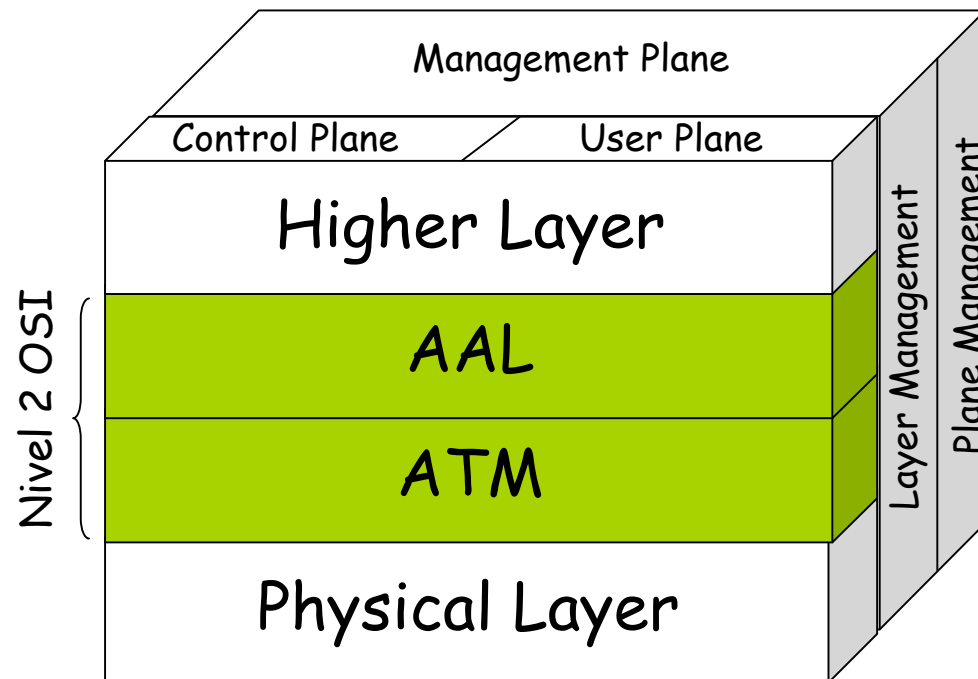 Management Plane
Control Plane
User Plane
Higher Layer
AAL
ATM
Physical Layer
Nivel 2 OSI
Layer Management
Plane Management